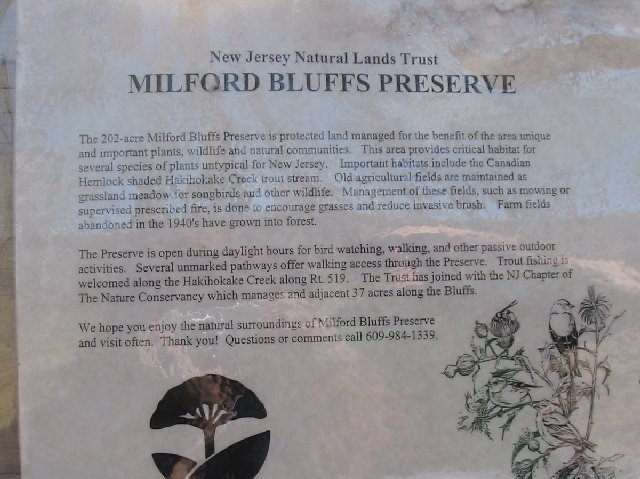 New Jersey Natural Lands Trust
MILFORD BLUFFS PRESERVE
The 202-acre Milford Bluffs Preserve is protected land managed for the benefit of the area unique
and important plants, wildlife and natural communities. This area provides critical habitat for
several species of plants untypical for New Jersey. Important habitats include the Canadian
Hemlock shaded Hakihokake Creek trout stream. Old agricultural fields are maintained as
grassland meadow for songbirds and other wildlife. Management of these fields, such as mowing or
supervised prescribed fire, is done to encourage grasses and reduce invasive brush. Farm fields
abandoned in the 1940's have grown into forest.
The Preserve is open during daylight hours for bird watching, walking, and other passive outdoor
activities. Several unmarked pathways offer walking access through the Preserve. Trout fishing is
welcomed along the Hakihokake Creek along Rt. 519. The Trust has joined with the NJ Chapter of
The Nature Conservancy which manages and adjacent 37 acres along the Bluffs.
We hope you enjoy the natural surroundings of Milford Bluffs Preserve
and visit often. Thank you! Questions or comments call 609-984-1339.